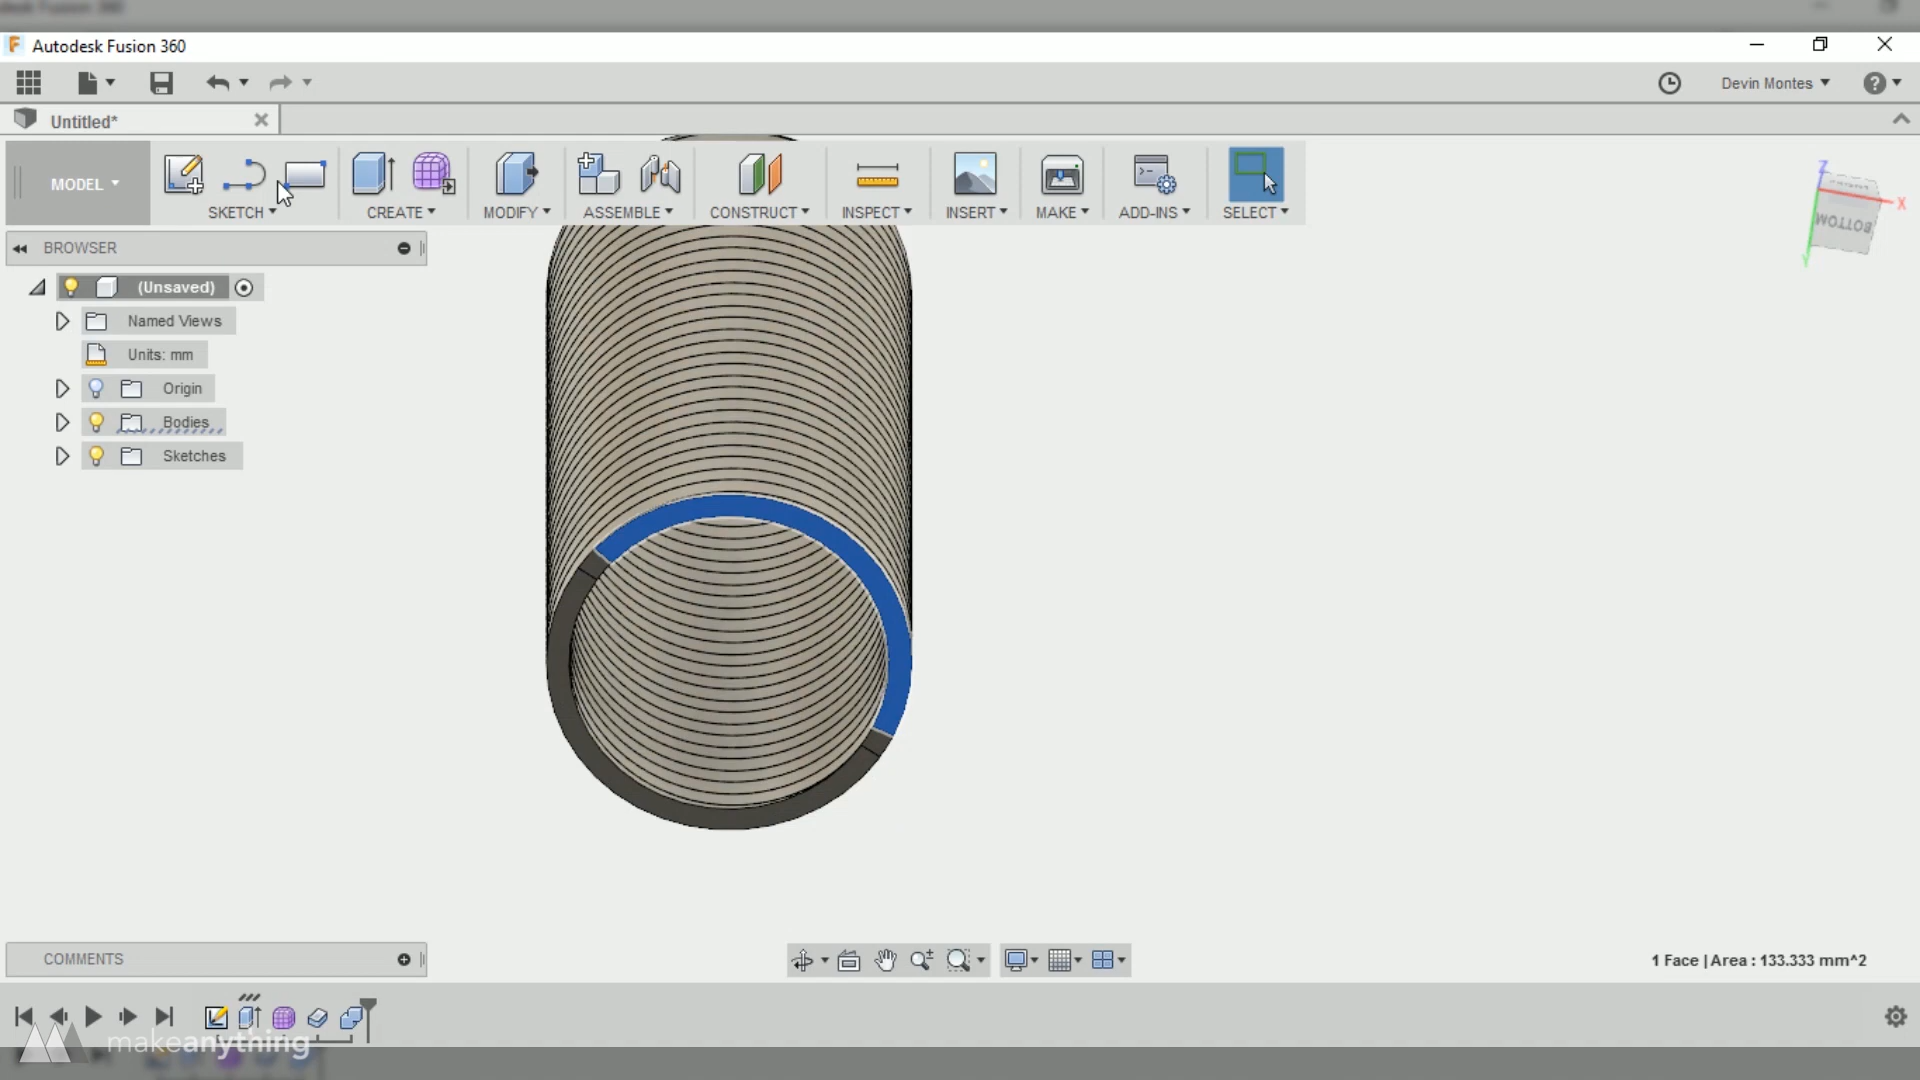 Autodesk Fusion 360
Devin Montes
Untitled*
MODEL
SKETCH
CREATE
MODIFY
ASSEMBLE
CONSTRUCT
INSPECT
INSERT
MAKE
ADD-INS
SELECT
Z
X
Y
BOTTOM
BROWSER
(Unsaved)
Named Views
Units: mm
Origin
Bodies
Sketches
COMMENTS
1 Face | Area : 133.333 mm^2
makeanything